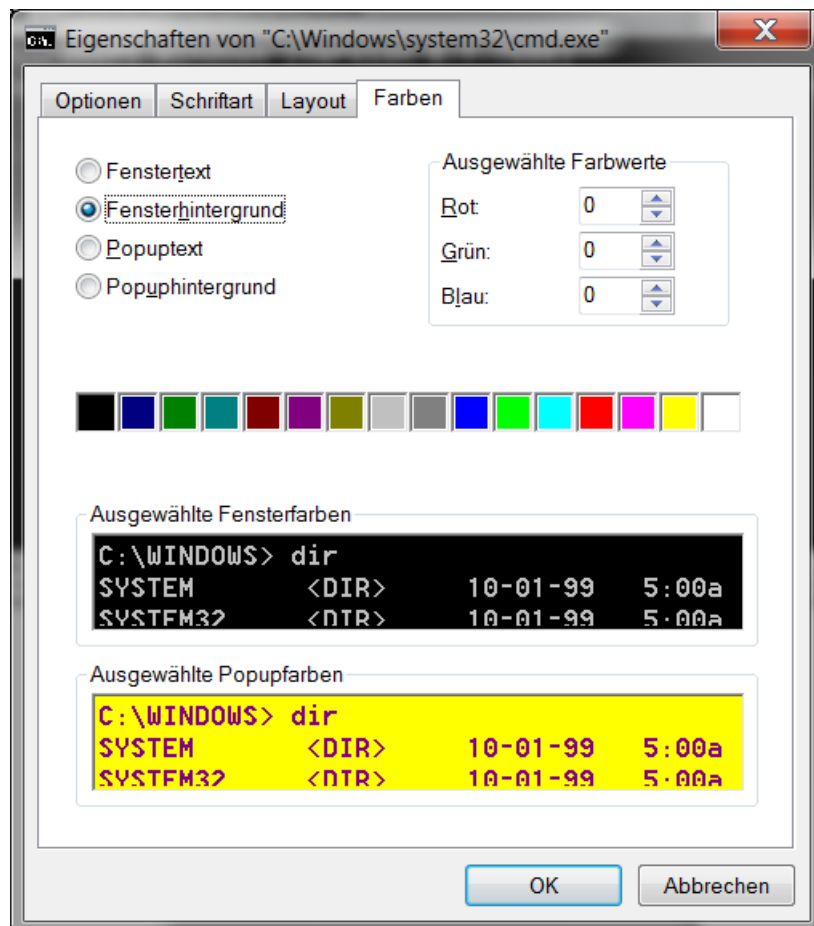 C:\. Eigenschaften von "C:\Windows\system32\cmd.exe"
X
Optionen Schriftart Layout Farben
Fenstertext
Fensterhintergrund
Popuptext
Popuphintergrund
Ausgewählte Farbwerte
Rot: 0
Grün: 0
Blau: 0
Ausgewählte Fensterfarben
C:\WINDOWS> dir
SYSTEM <DIR> 10-01-99 5:00a
SYSTEM32 <DIR> 10-01-99 5:00a
Ausgewählte Popupfarben
C:\WINDOWS> dir
SYSTEM <DIR> 10-01-99 5:00a
SYSTEM32 <DIR> 10-01-99 5:00a
OK Abbrechen